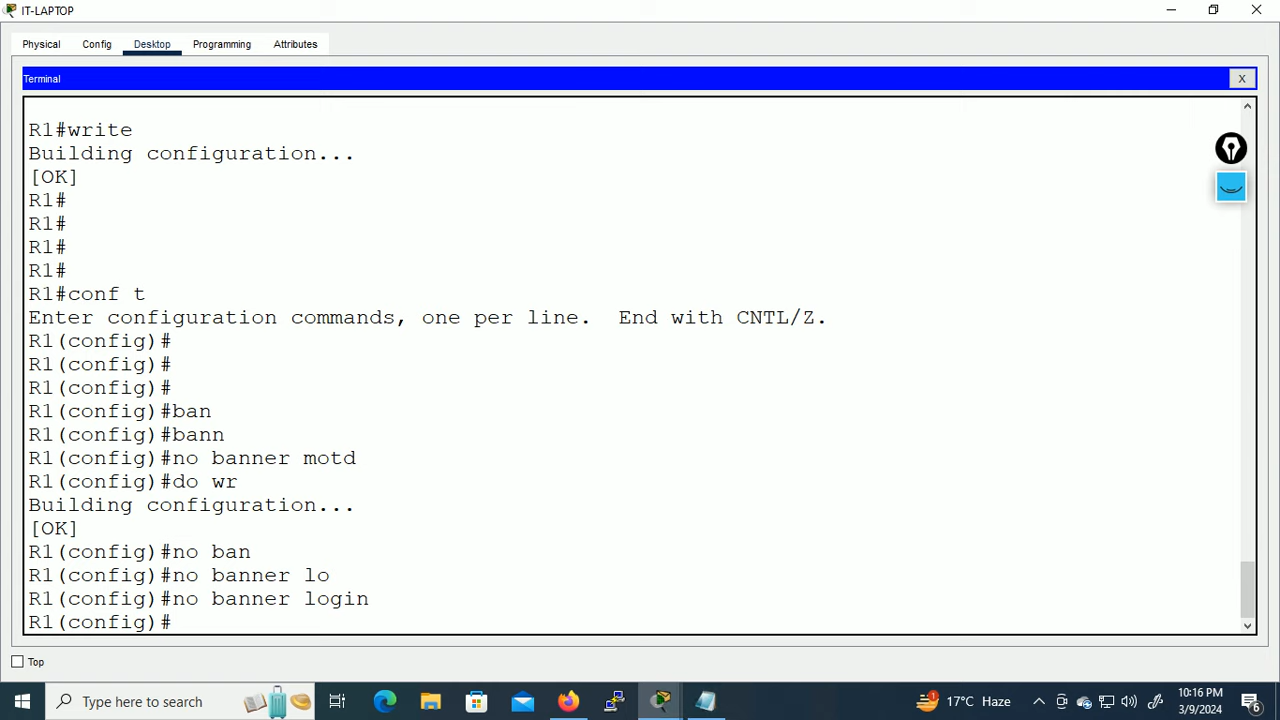 IT-LAPTOP
Physical Config Desktop Programming Attributes
Terminal X
R1#write
Building configuration...
[OK]
R1#
R1#
R1#
R1#
R1#conf t
Enter configuration commands, one per line.  End with CNTL/Z.
R1(config)#
R1(config)#
R1(config)#
R1(config)#ban
R1(config)#bann
R1(config)#no banner motd
R1(config)#do wr
Building configuration...
[OK]
R1(config)#no ban
R1(config)#no banner lo
R1(config)#no banner login
R1(config)#
Top
Type here to search
1 17°C Haze
10:16 PM
3/9/2024
6